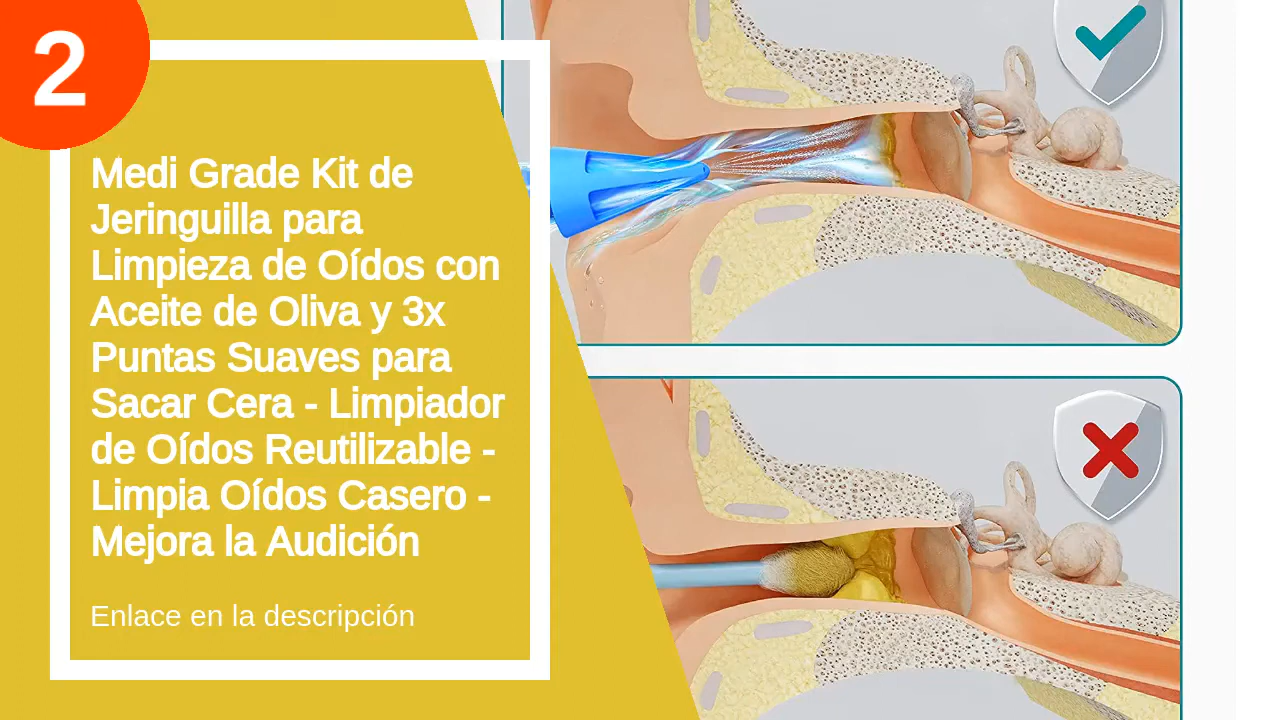 2
Medi Grade Kit de
Jeringuilla para
Limpieza de Oídos con
Aceite de Oliva y 3x
Puntas Suaves para
Sacar Cera - Limpiador
de Oídos Reutilizable -
Limpia Oídos Casero -
Mejora la Audición
Enlace en la descripción